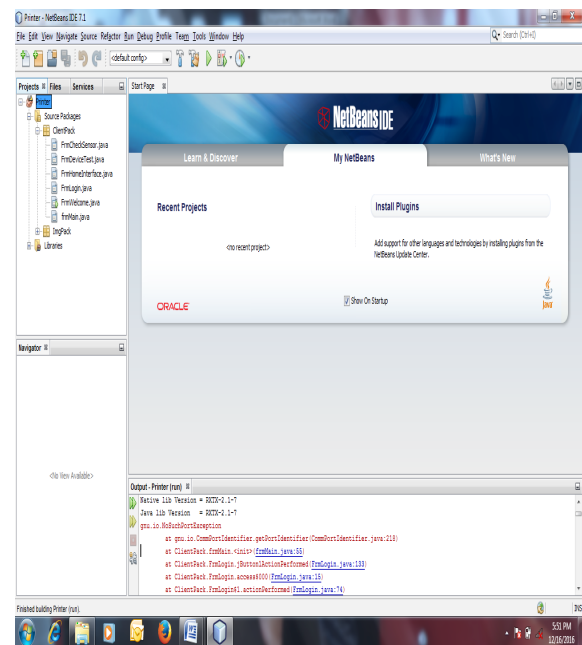 Printer - NetBeans IDE 7.1
File Edit View Navigate Source Refactor Run Debug Profile Team Tools Window Help
Search (Ctrl+I)
<default config>
Projects Files Services
Start Page
Printer
Source Packages
ClientPack
FrmCheckSensor.java
FrmDeviceTest.java
FrmHomeInterface.java
FrmLogin.java
FrmWelcome.java
frmMain.java
ImgPack
Libraries
NetBeans IDE
Learn & Discover
My NetBeans
What's New
Recent Projects
<no recent project>
Install Plugins
Add support for other languages and technologies by installing plugins from the
NetBeans Update Center.
ORACLE
Show On Startup
Java
Navigator
<No View Available>
Output - Printer (run)
Native lib Version = RXTX-2.1-7
Java lib Version = RXTX-2.1-7
gnu.io.NoSuchPortException
at gnu.io.CommPortIdentifier.getPortIdentifier(CommPortIdentifier.java:218)
at ClientPack.frmMain.<init>(frmMain.java:55)
at ClientPack.FrmLogin.jButton1ActionPerformed(FrmLogin.java:133)
at ClientPack.FrmLogin.access$000(FrmLogin.java:15)
at ClientPack.FrmLogin$1.actionPerformed(FrmLogin.java:74)
Finished building Printer (run).
INS
5:51 PM
12/16/2016